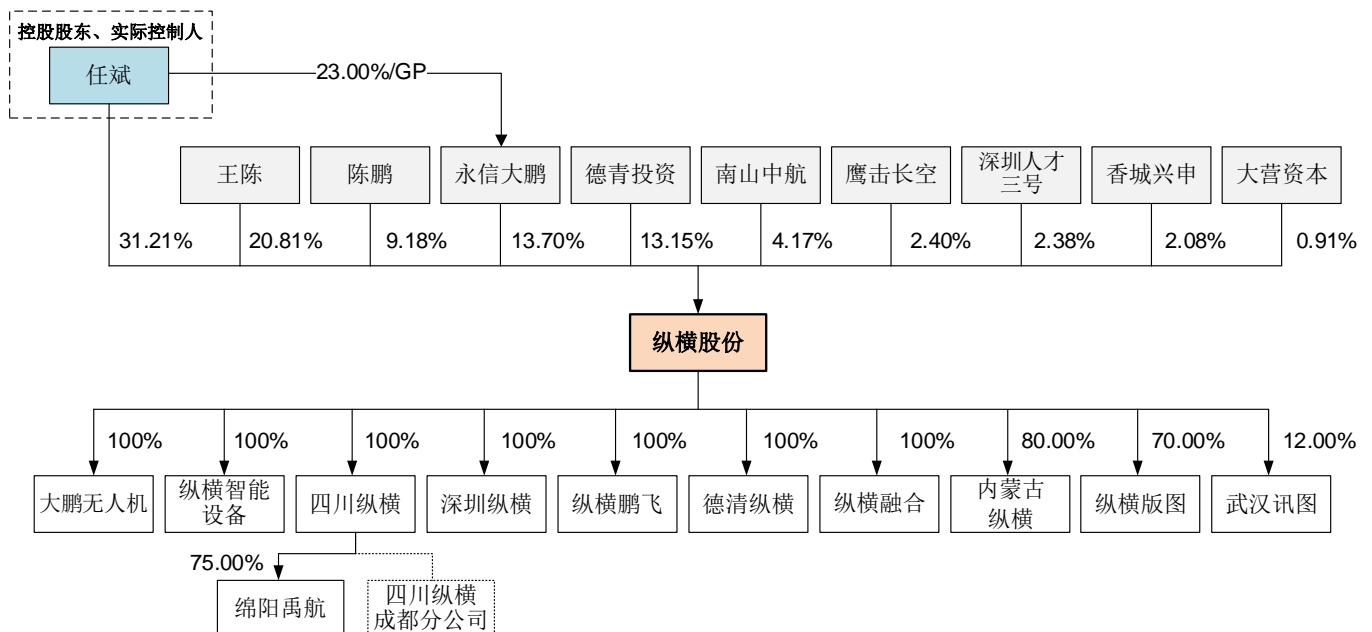 控股股东、实际控制人
任斌
23.00%/GP
王陈
陈鹏
永信大鹏
德青投资
南山中航
鹰击长空
深圳人才
三号
香城兴申
大营资本
31.21%
20.81%
9.18%
13.70%
13.15%
4.17%
2.40%
2.38%
2.08%
0.91%
纵横股份
100%
100%
100%
100%
100%
100%
100%
80.00%
70.00%
12.00%
大鹏无人机
纵横智能
设备
四川纵横
深圳纵横
纵横鹏飞
德清纵横
纵横融合
内蒙古
纵横
纵横版图
武汉讯图
75.00%
绵阳禹航
四川纵横
成都分公司